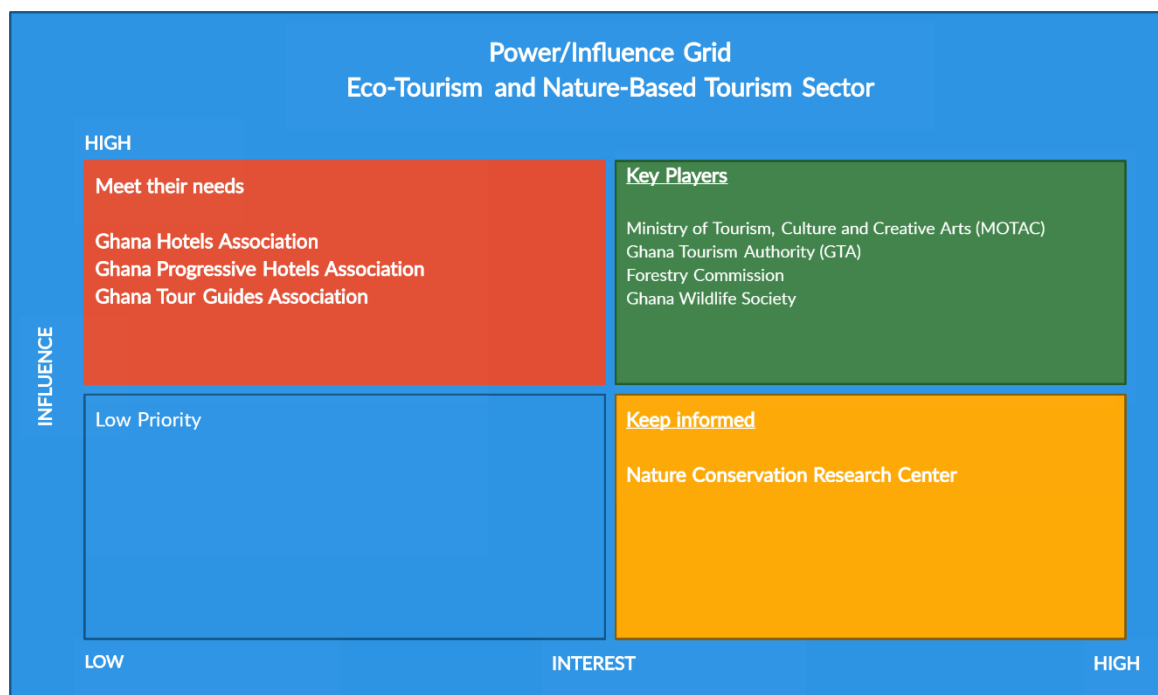 Power/Influence Grid
Eco-Tourism and Nature-Based Tourism Sector
HIGH
Meet their needs
Ghana Hotels Association
Ghana Progressive Hotels Association
Ghana Tour Guides Association
Key Players
Ministry of Tourism, Culture and Creative Arts (MOTAC)
Ghana Tourism Authority (GTA)
Forestry Commission
Ghana Wildlife Society
INFLUENCE
Low Priority
Keep informed
Nature Conservation Research Center
LOW
INTEREST
HIGH